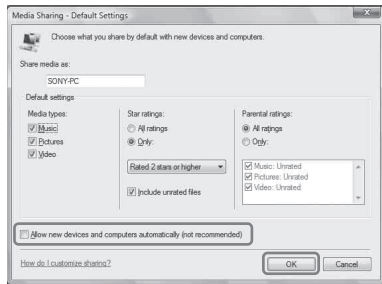 Media Sharing - Default Settings
Choose what you share by default with new devices and computers.
Share media as:
SONY-PC
Default settings
Media types:
Music
Pictures
Video
Star ratings:
All ratings
Only:
Rated 2 stars or higher
Include unrated files
Parental ratings:
All ratings
Only:
Music: Unrated
Pictures: Unrated
Video: Unrated
Allow new devices and computers automatically (not recommended)
How do I customize sharing?
OK
Cancel